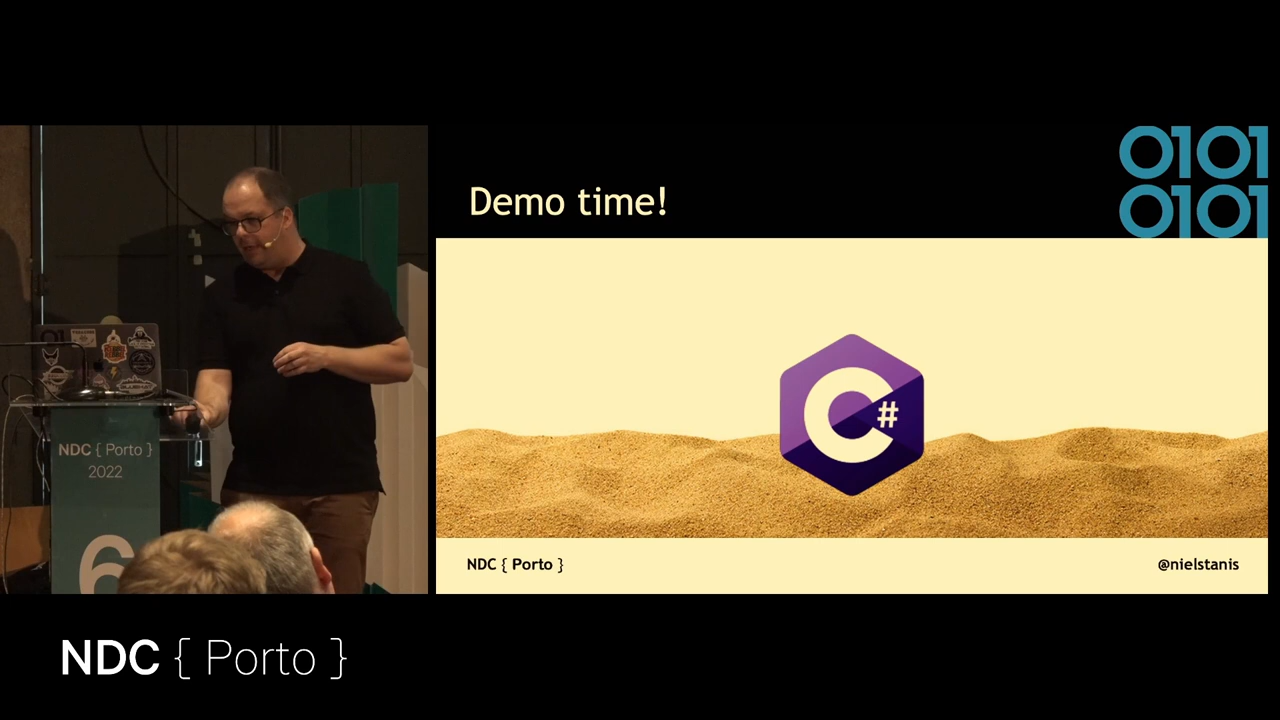 Demo time!
0101
0101
C#
NDC { Porto }
2022
6
NDC { Porto }
@nielstanis
NDC { Porto }